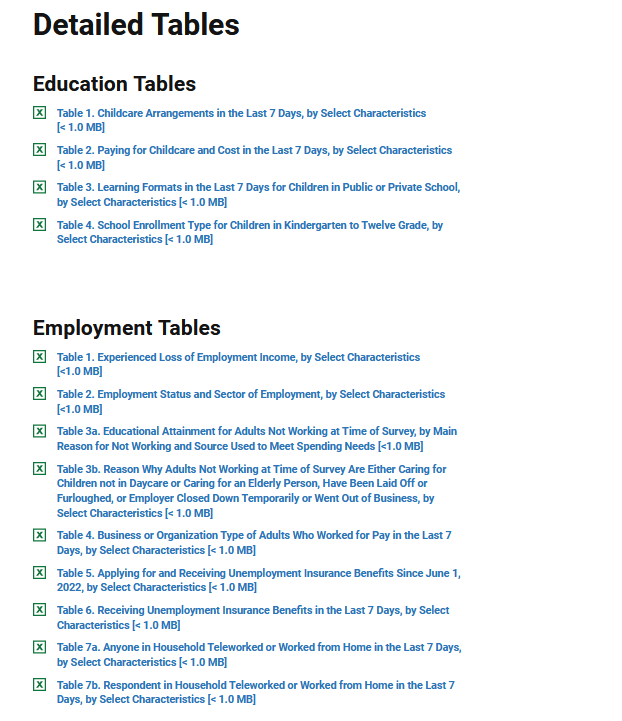 Detailed Tables
Education Tables
Table 1. Childcare Arrangements in the Last 7 Days, by Select Characteristics
[< 1.0 MB]
Table 2. Paying for Childcare and Cost in the Last 7 Days, by Select Characteristics
[< 1.0 MB]
Table 3. Learning Formats in the Last 7 Days for Children in Public or Private School,
by Select Characteristics [< 1.0 MB]
Table 4. School Enrollment Type for Children in Kindergarten to Twelve Grade, by
Select Characteristics [< 1.0 MB]
Employment Tables
Table 1. Experienced Loss of Employment Income, by Select Characteristics
[<1.0 MB]
Table 2. Employment Status and Sector of Employment, by Select Characteristics
[<1.0 MB]
Table 3a. Educational Attainment for Adults Not Working at Time of Survey, by Main
Reason for Not Working and Source Used to Meet Spending Needs [<1.0 MB]
Table 3b. Reason Why Adults Not Working at Time of Survey Are Either Caring for
Children not in Daycare or Caring for an Elderly Person, Have Been Laid Off or
Furloughed, or Employer Closed Down Temporarily or Went Out of Business, by
Select Characteristics [< 1.0 MB]
Table 4. Business or Organization Type of Adults Who Worked for Pay in the Last 7
Days, by Select Characteristics [< 1.0 MB]
Table 5. Applying for and Receiving Unemployment Insurance Benefits Since June 1,
2022, by Select Characteristics [< 1.0 MB]
Table 6. Receiving Unemployment Insurance Benefits in the Last 7 Days, by Select
Characteristics [< 1.0 MB]
Table 7a. Anyone in Household Teleworked or Worked from Home in the Last 7 Days,
by Select Characteristics [< 1.0 MB]
Table 7b. Respondent in Household Teleworked or Worked from Home in the Last 7
Days, by Select Characteristics [< 1.0 MB]